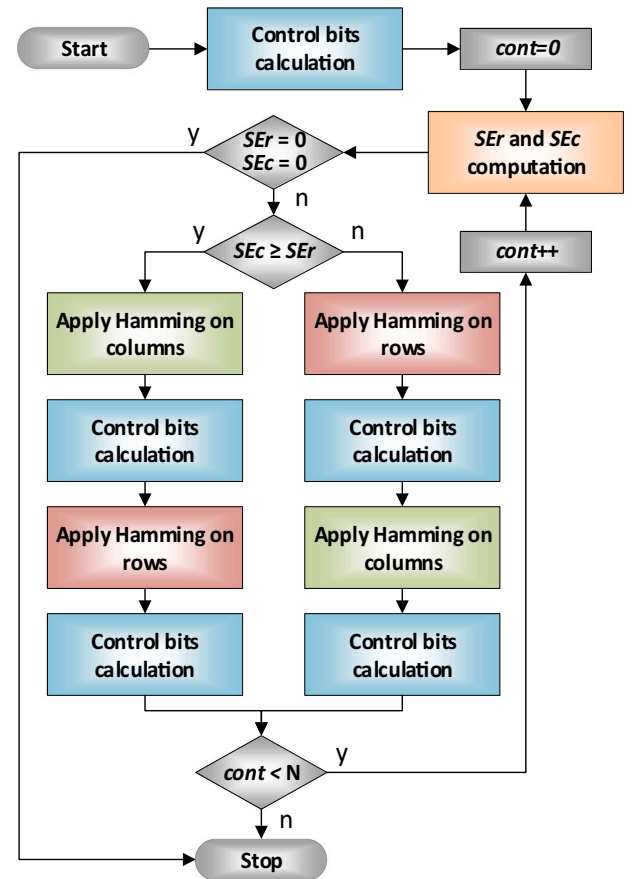 Start
Control bits
calculation
cont=0
SEr = 0
SEc = 0
SEr and SEc
computation
y
n
SEc ≥ SEr
y
n
cont++
Apply Hamming on
columns
Apply Hamming on
rows
Control bits
calculation
Control bits
calculation
Apply Hamming on
rows
Apply Hamming on
columns
Control bits
calculation
Control bits
calculation
cont < N
y
n
Stop